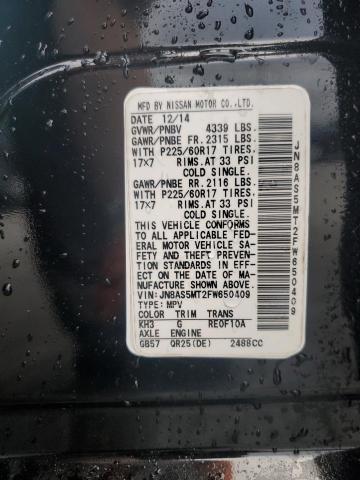 MFD BY NISSAN MOTOR CO.,LTD.
DATE 12/14
GVWR/PNBV 4339 LBS.
GAWR/PNBE FR. 2315 LBS.
WITH P225/60R17 TIRES.
17X7 RIMS.AT 33 PSI
COLD SINGLE.
GAWR/PNBE RR. 2116 LBS.
WITH P225/60R17 TIRES.
17X7 RIMS.AT 33 PSI
COLD SINGLE.
THIS VEHICLE CONFORMS
TO ALL APPLICABLE FED-
ERAL MOTOR VEHICLE SA-
FETY AND THEFT PREVEN-
TION STANDARDS IN EFF-
ECT ON THE DATE OF MA-
NUFACTURE SHOWN ABOVE.
VIN:JN8AS5MT2FW650409
TYPE:MPV
COLOR TRIM TRANS
KH3 G RE0F10A
AXLE ENGINE
GB57 QR25(DE) 2488CC
JN8AS5MT2FW650409